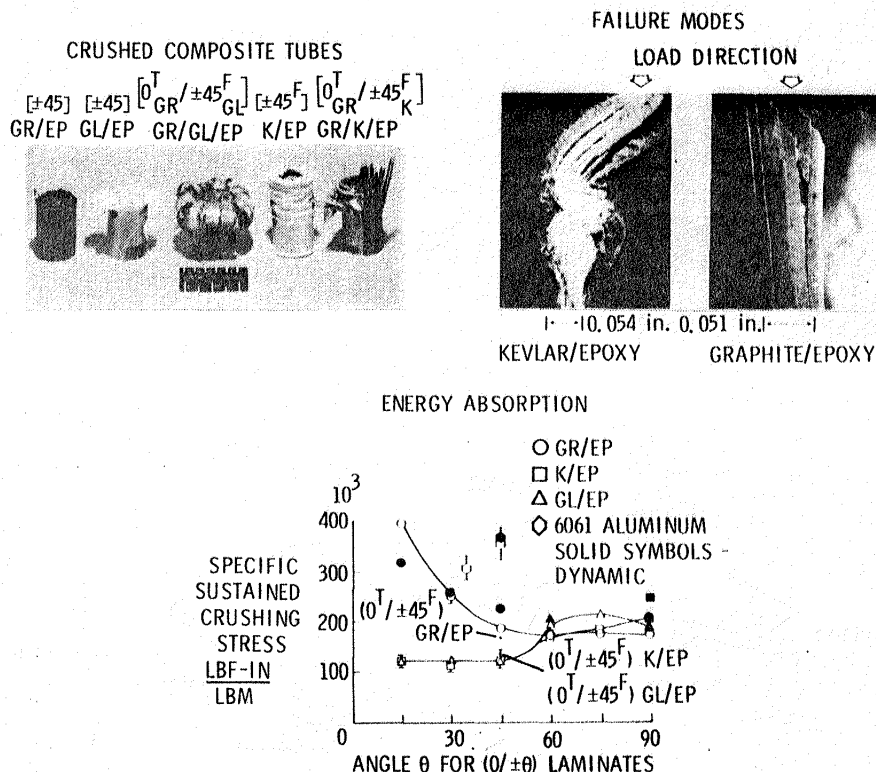 CRUSHED COMPOSITE TUBES
[±45] [±45] [0ᵀGR/±45ꟳGL] [±45ꟳ] [0ᵀGR/±45ꟳK]
GR/EP GL/EP GR/GL/EP K/EP GR/K/EP
FAILURE MODES
LOAD DIRECTION
0.054 in. 0.051 in.
KEVLAR/EPOXY GRAPHITE/EPOXY
ENERGY ABSORPTION
GR/EP
K/EP
GL/EP
6061 ALUMINUM
SOLID SYMBOLS -
DYNAMIC
SPECIFIC
SUSTAINED
CRUSHING
STRESS
LBF-IN
LBM
10³
400
300
200
100
0
(0ᵀ/±45ꟳ)
GR/EP
(0ᵀ/±45ꟳ) K/EP
(0ᵀ/±45ꟳ) GL/EP
30 60 90
ANGLE θ FOR (0/±θ) LAMINATES